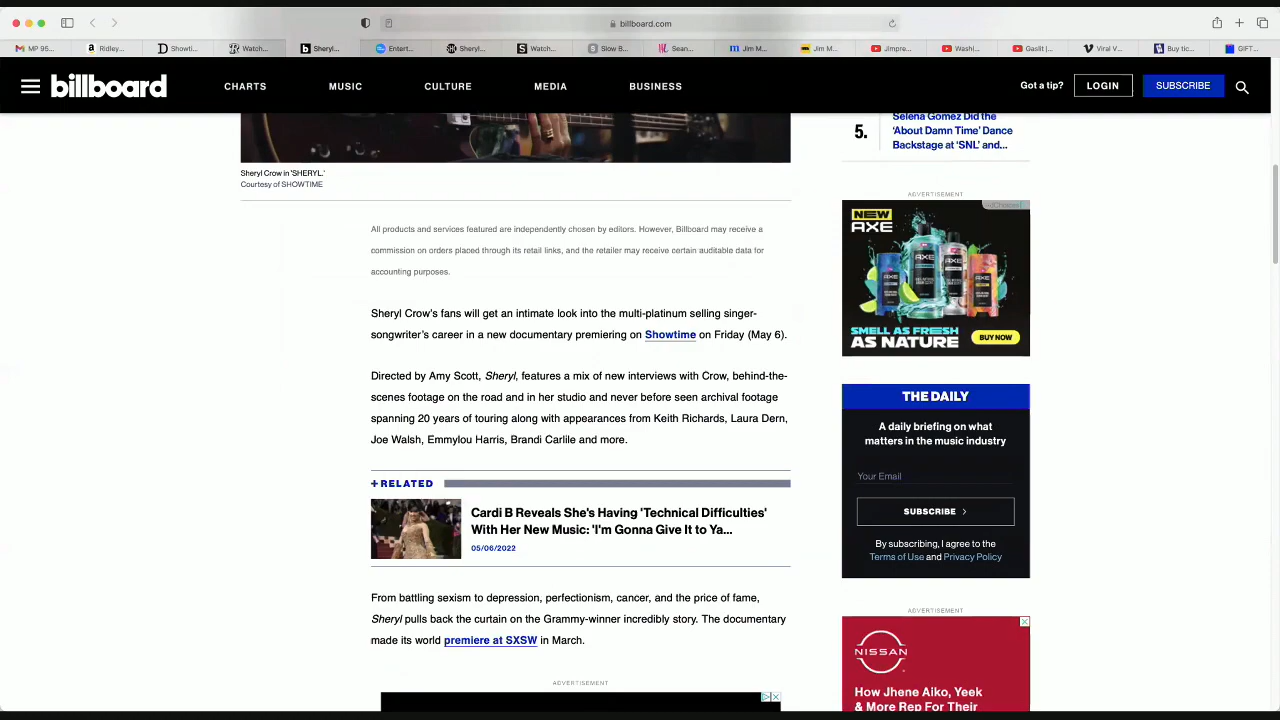 billboard.com
MP 95...
Ridley...
Showti...
Watch...
Sheryl...
Entert...
Sheryl...
Watch...
Slow B...
Sean...
Jim M...
Jim M...
Jimpre...
Wash|...
Gaslit |...
Viral V...
Buy tic...
GIFT...
billboard
CHARTS
MUSIC
CULTURE
MEDIA
BUSINESS
Got a tip?
LOGIN
SUBSCRIBE
Sheryl Crow in 'SHERYL.'
Courtesy of SHOWTIME
All products and services featured are independently chosen by editors. However, Billboard may receive a
commission on orders placed through its retail links, and the retailer may receive certain auditable data for
accounting purposes.
Sheryl Crow's fans will get an intimate look into the multi-platinum selling singer-
songwriter's career in a new documentary premiering on Showtime on Friday (May 6).
Directed by Amy Scott, Sheryl, features a mix of new interviews with Crow, behind-the-
scenes footage on the road and in her studio and never before seen archival footage
spanning 20 years of touring along with appearances from Keith Richards, Laura Dern,
Joe Walsh, Emmylou Harris, Brandi Carlile and more.
+RELATED
Cardi B Reveals She's Having 'Technical Difficulties'
With Her New Music: 'I'm Gonna Give It to Ya...
05/06/2022
From battling sexism to depression, perfectionism, cancer, and the price of fame,
Sheryl pulls back the curtain on the Grammy-winner incredibly story. The documentary
made its world premiere at SXSW in March.
ADVERTISEMENT
5.
Selena Gomez Did the
'About Damn Time' Dance
Backstage at 'SNL' and...
ADVERTISEMENT
NEW
AXE
AXE
AXE
AXE
AXE
SMELL AS FRESH
AS NATURE
BUY NOW
THE DAILY
A daily briefing on what
matters in the music industry
Your Email
SUBSCRIBE >
By subscribing, I agree to the
Terms of Use and Privacy Policy
ADVERTISEMENT
NISSAN
How Jhene Aiko, Yeek
& More Rep For Their